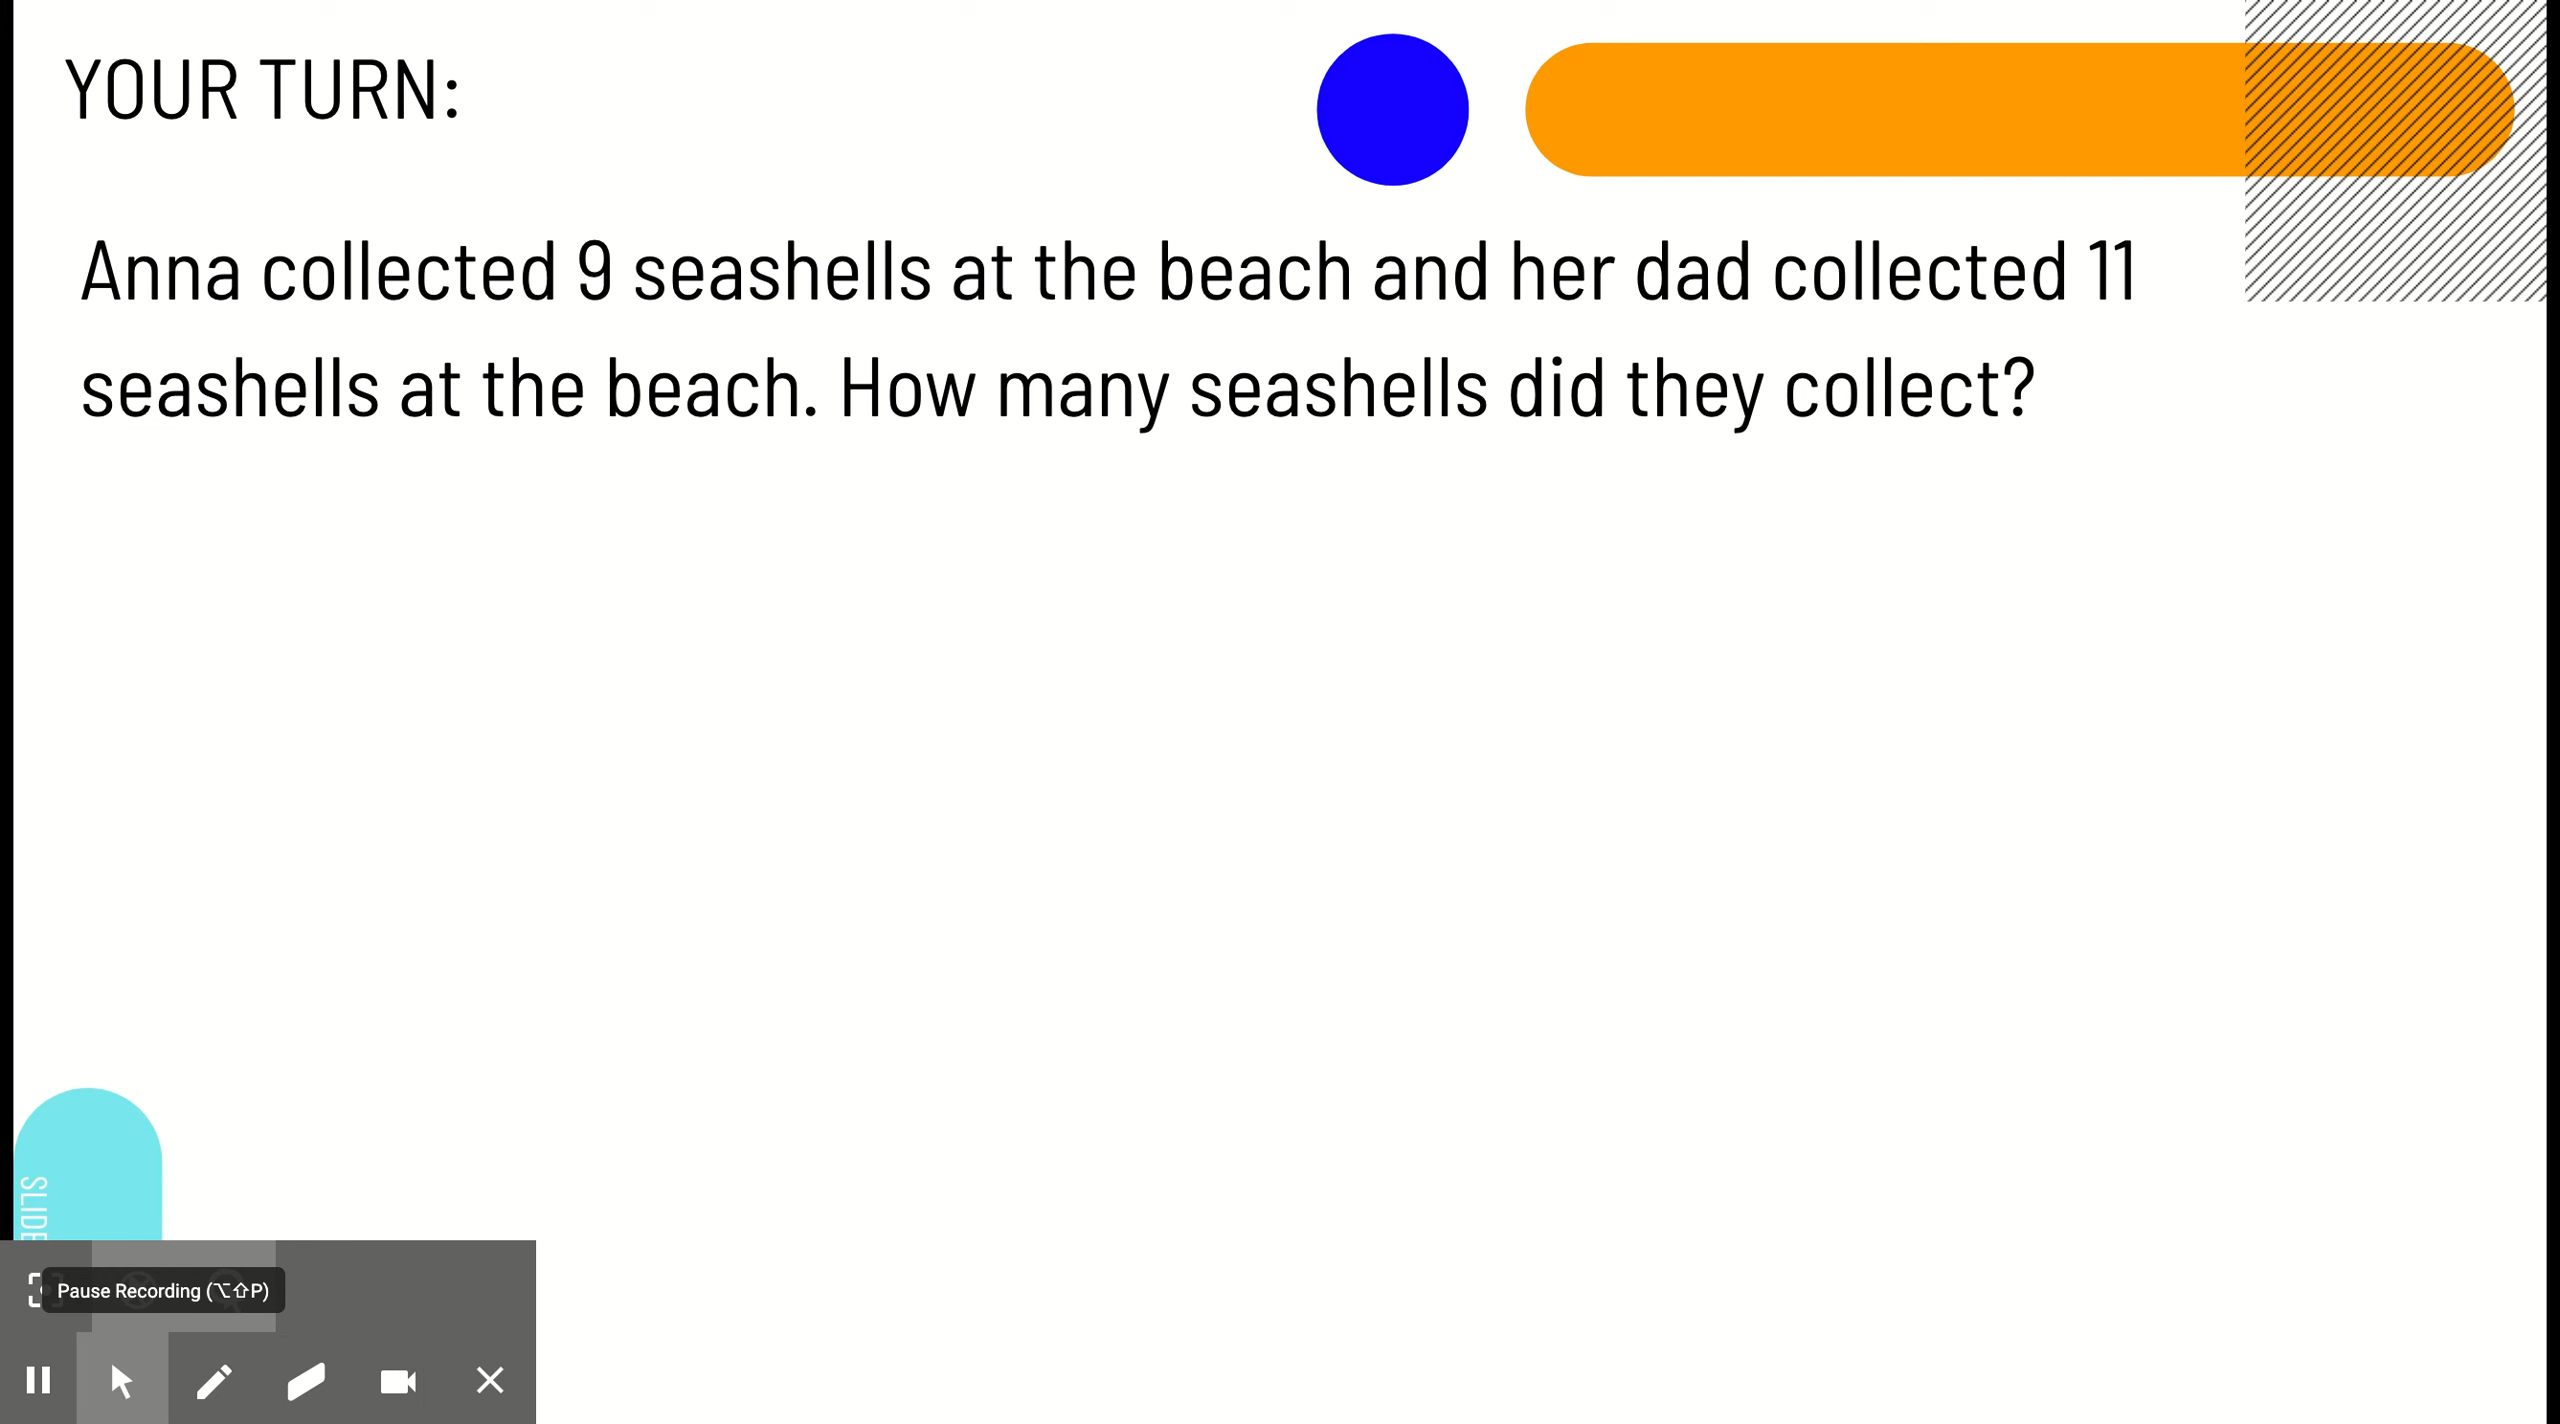 YOUR TURN:
Anna collected 9 seashells at the beach and her dad collected 11
seashells at the beach. How many seashells did they collect?
Pause Recording (⌥⇧P)